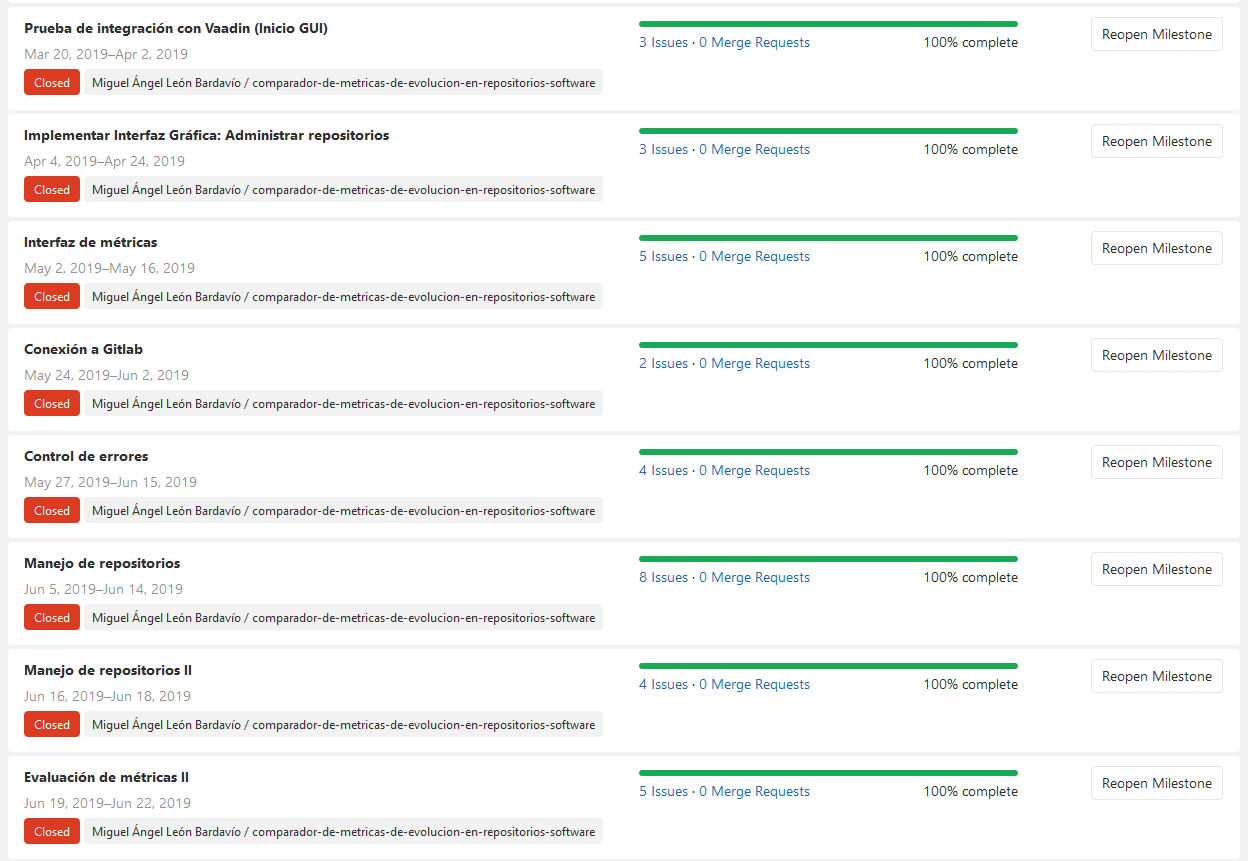 Prueba de integración con Vaadin (Inicio GUI)
Mar 20, 2019–Apr 2, 2019
Closed Miguel Ángel León Bardavío / comparador-de-metricas-de-evolucion-en-repositorios-software
3 Issues · 0 Merge Requests 100% complete
Reopen Milestone
Implementar Interfaz Gráfica: Administrar repositorios
Apr 4, 2019–Apr 24, 2019
Closed Miguel Ángel León Bardavío / comparador-de-metricas-de-evolucion-en-repositorios-software
3 Issues · 0 Merge Requests 100% complete
Reopen Milestone
Interfaz de métricas
May 2, 2019–May 16, 2019
Closed Miguel Ángel León Bardavío / comparador-de-metricas-de-evolucion-en-repositorios-software
5 Issues · 0 Merge Requests 100% complete
Reopen Milestone
Conexión a Gitlab
May 24, 2019–Jun 2, 2019
Closed Miguel Ángel León Bardavío / comparador-de-metricas-de-evolucion-en-repositorios-software
2 Issues · 0 Merge Requests 100% complete
Reopen Milestone
Control de errores
May 27, 2019–Jun 15, 2019
Closed Miguel Ángel León Bardavío / comparador-de-metricas-de-evolucion-en-repositorios-software
4 Issues · 0 Merge Requests 100% complete
Reopen Milestone
Manejo de repositorios
Jun 5, 2019–Jun 14, 2019
Closed Miguel Ángel León Bardavío / comparador-de-metricas-de-evolucion-en-repositorios-software
8 Issues · 0 Merge Requests 100% complete
Reopen Milestone
Manejo de repositorios II
Jun 16, 2019–Jun 18, 2019
Closed Miguel Ángel León Bardavío / comparador-de-metricas-de-evolucion-en-repositorios-software
4 Issues · 0 Merge Requests 100% complete
Reopen Milestone
Evaluación de métricas II
Jun 19, 2019–Jun 22, 2019
Closed Miguel Ángel León Bardavío / comparador-de-metricas-de-evolucion-en-repositorios-software
5 Issues · 0 Merge Requests 100% complete
Reopen Milestone